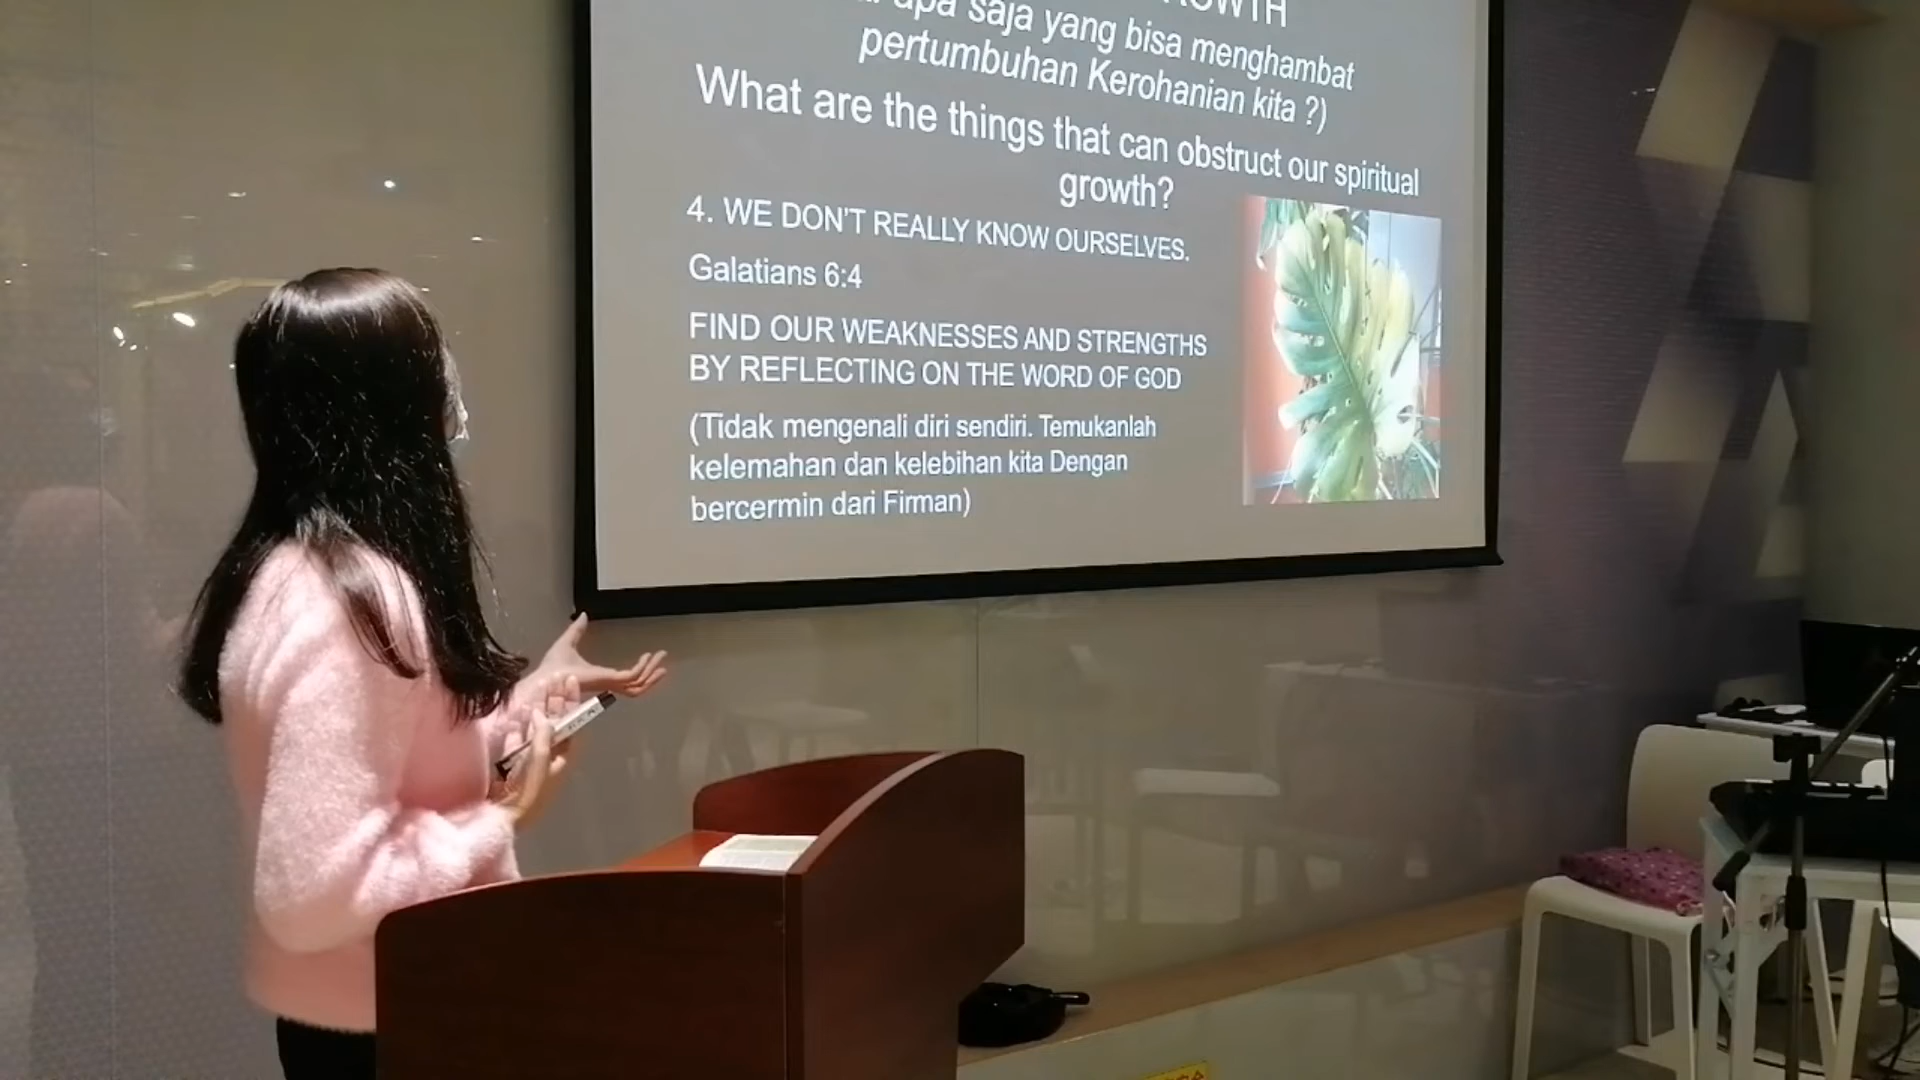 apa saja yang bisa menghambat
pertumbuhan Kerohanian kita ?)
What are the things that can obstruct our spiritual
growth?
4. WE DON'T REALLY KNOW OURSELVES.
Galatians 6:4
FIND OUR WEAKNESSES AND STRENGTHS
BY REFLECTING ON THE WORD OF GOD
(Tidak mengenali diri sendiri. Temukanlah
kelemahan dan kelebihan kita Dengan
bercermin dari Firman)